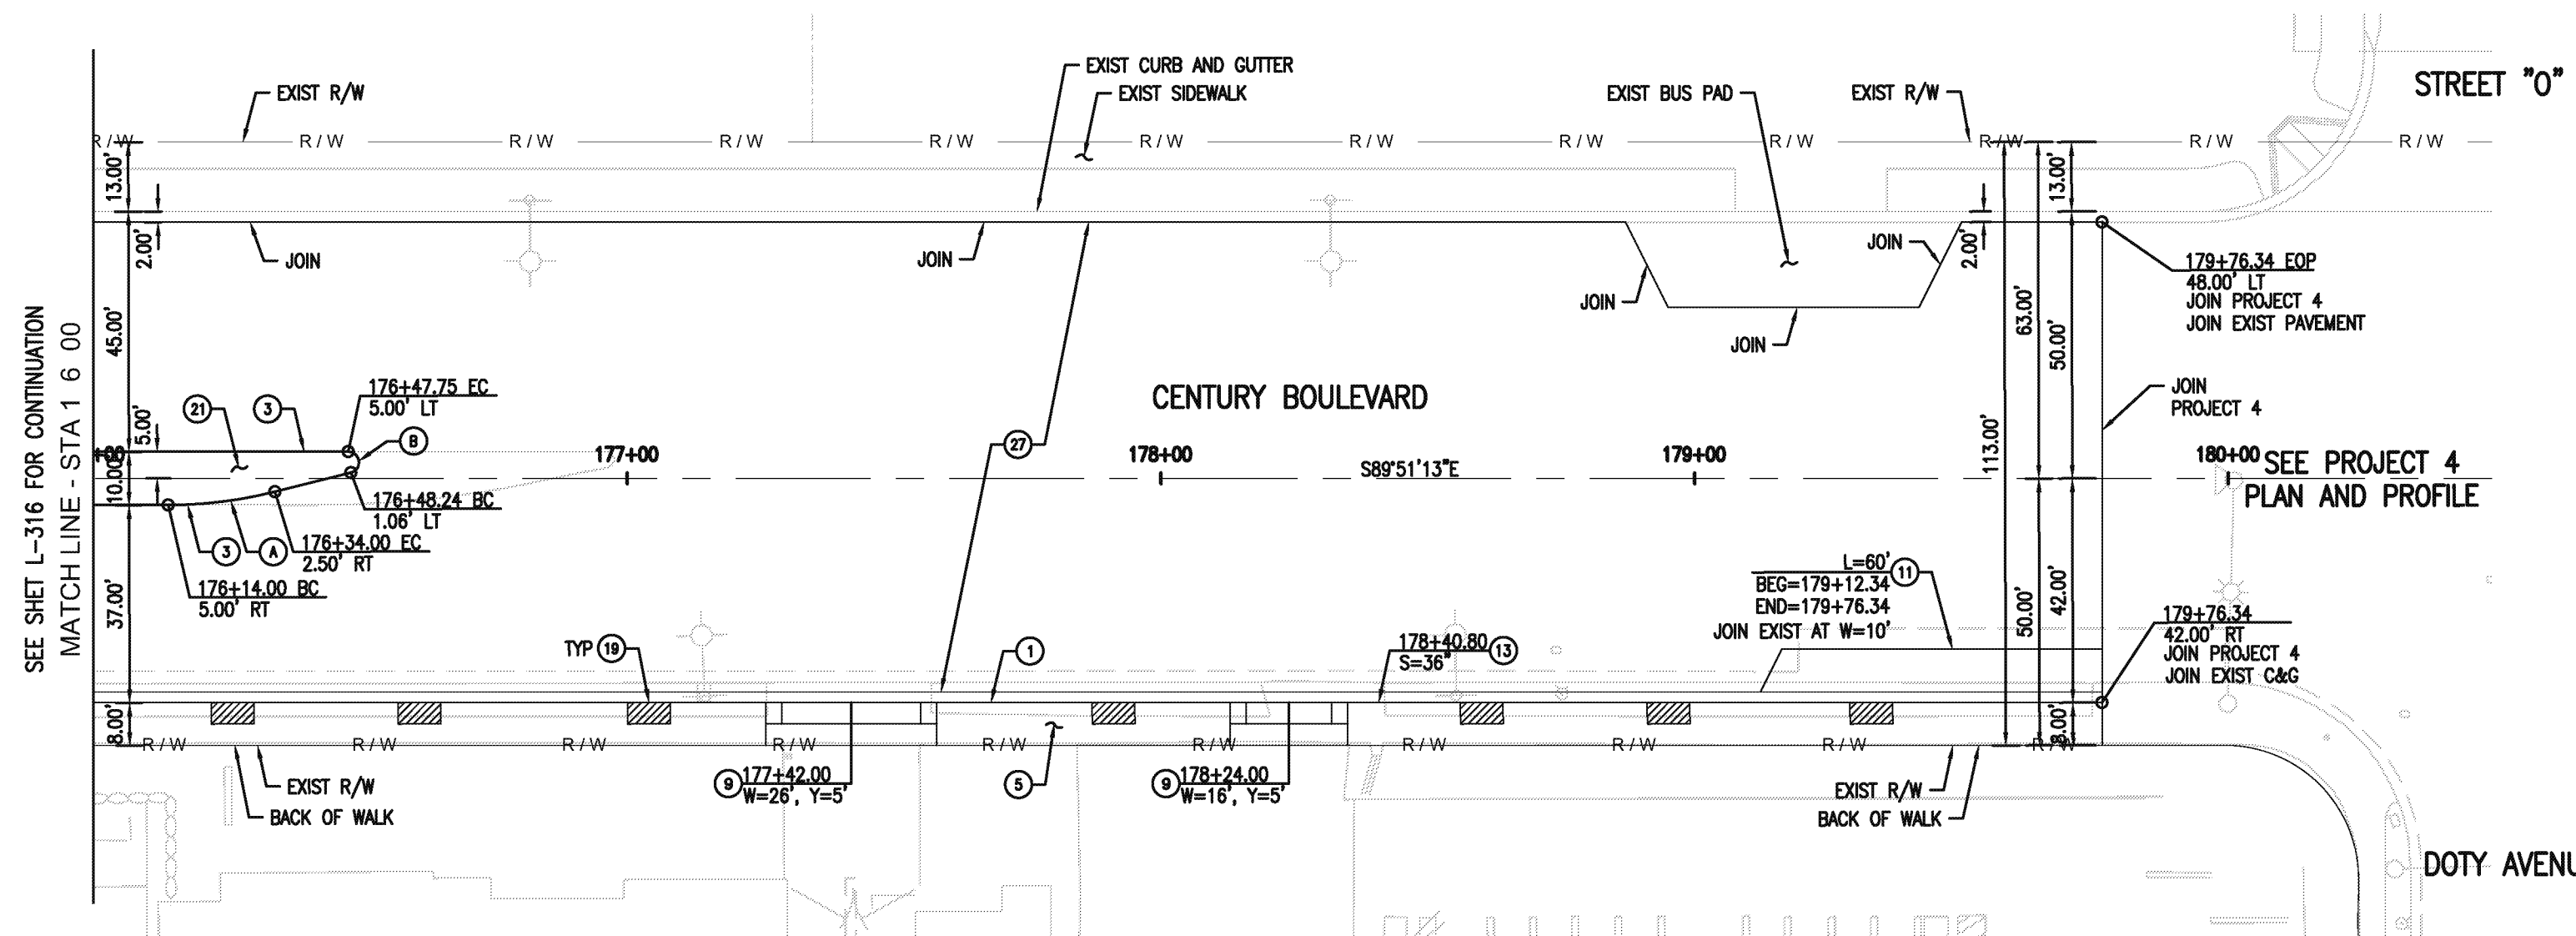 EXIST CURB AND GUTTER
EXIST SIDEWALK
EXIST R/W
EXIST BUS PAD
EXIST R/W
STREET "O"
R/W R/W R/W R/W R/W R/W R/W R/W R/W R/W R/W R/W
13.00'
2.00'
45.00'
5.00'
10.00'
37.00'
8.00'
JOIN
JOIN
JOIN
JOIN
JOIN
2.00'
13.00'
63.00'
50.00'
113.00'
50.00'
42.00'
8.00'
179+76.34 EOP
48.00' LT
JOIN PROJECT 4
JOIN EXIST PAVEMENT
JOIN
PROJECT 4
SEE SHET L-316 FOR CONTINUATION
MATCH LINE - STA 1 6 00
CENTURY BOULEVARD
21
3
176+47.75 EC
5.00' LT
B
27
177+00
178+00
S89°51'13"E
179+00
180+00
SEE PROJECT 4
PLAN AND PROFILE
176+48.24 BC
1.06' LT
3
A
176+34.00 EC
2.50' RT
176+14.00 BC
5.00' RT
L=60'
11
BEG=179+12.34
END=179+76.34
JOIN EXIST AT W=10'
179+76.34
42.00' RT
JOIN PROJECT 4
JOIN EXIST C&G
TYP 19
1
178+40.80 13
S=36"
R/W R/W R/W R/W R/W R/W R/W R/W R/W R/W
EXIST R/W
BACK OF WALK
9 177+42.00
W=26', Y=5'
5
9 178+24.00
W=16', Y=5'
EXIST R/W
BACK OF WALK
DOTY AVENU